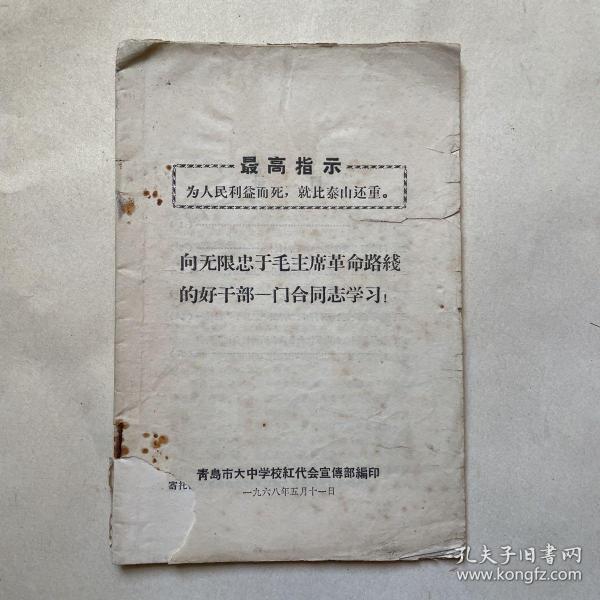 最高指示
为人民利益而死，就比泰山还重。
向无限忠于毛主席革命路綫
的好干部—门合同志学习！
青島市大中学校紅代会宣傳部編印
一九六八年五月十一日
寄托
孔夫子旧书网
www.kongfz.com